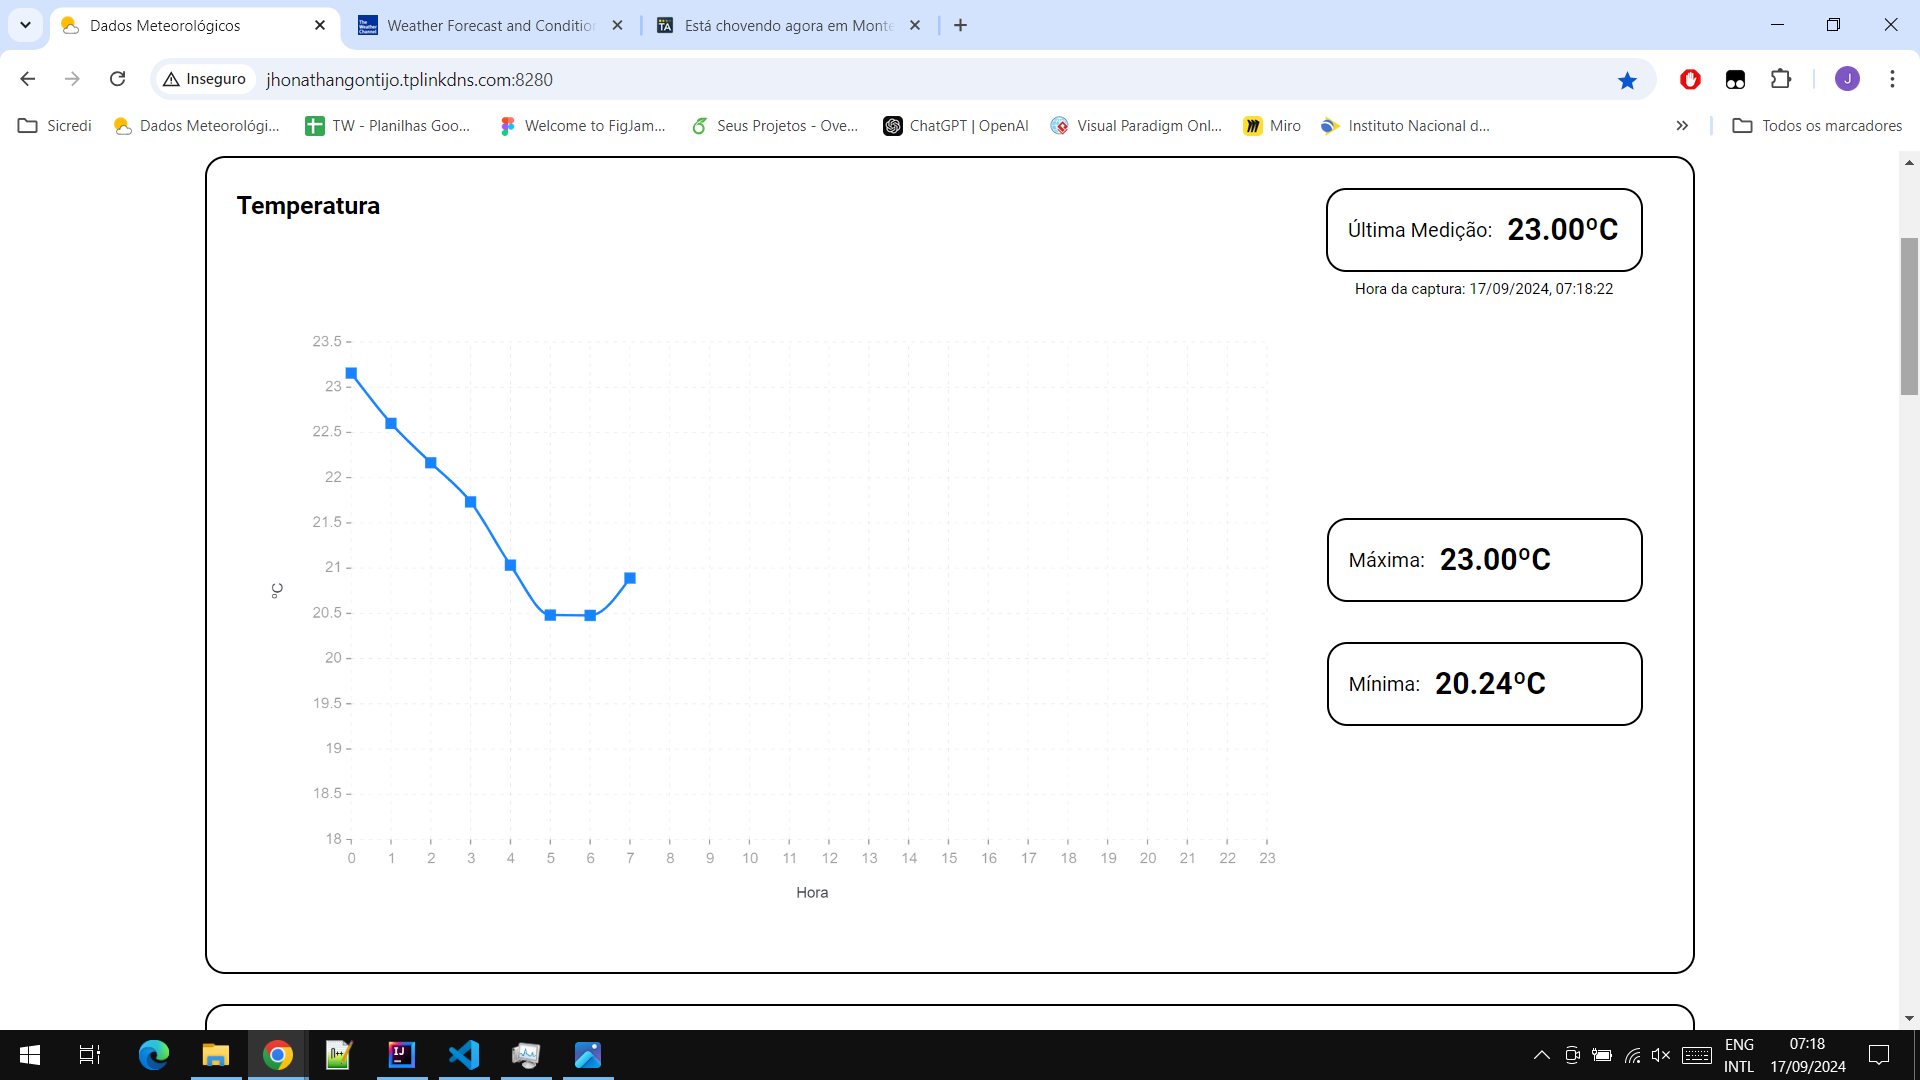 Dados Meteorológicos
Weather Forecast and Conditio
Está chovendo agora em Monte
Inseguro
jhonathangontijo.tplinkdns.com:8280
J
Sicredi
Dados Meteorológi...
TW - Planilhas Goo...
Welcome to FigJam...
Seus Projetos - Ove...
ChatGPT | OpenAI
Visual Paradigm Onl...
Miro
Instituto Nacional d...
Todos os marcadores
Temperatura
Última Medição: 23.00ºC
Hora da captura: 17/09/2024, 07:18:22
23.5
23
22.5
22
21.5
21
20.5
20
19.5
19
18.5
18
ºC
0 1 2 3 4 5 6 7 8 9 10 11 12 13 14 15 16 17 18 19 20 21 22 23
Hora
Máxima: 23.00ºC
Mínima: 20.24ºC
ENG
INTL
07:18
17/09/2024